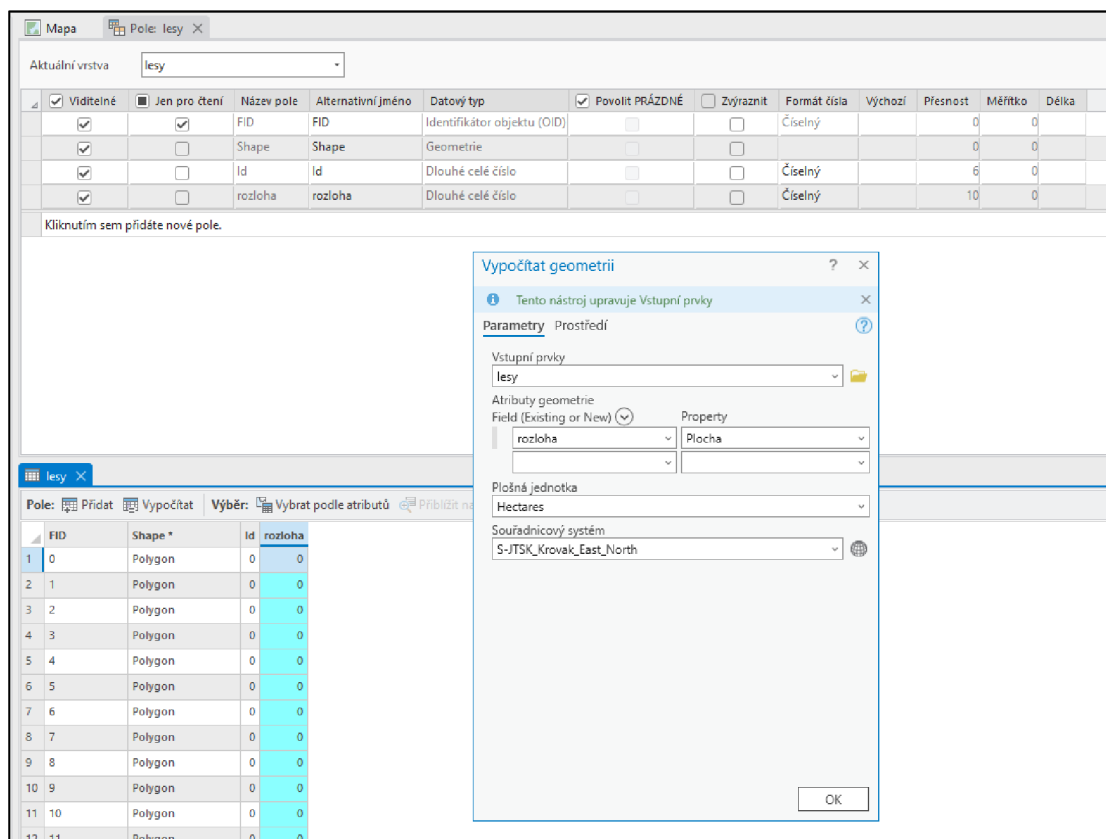 Mapa Pole: lesy
Aktuální vrstva lesy
Viditelné Jen pro čtení Název pole Alternativní jméno Datový typ Povolit PRÁZDNÉ Zvýraznit Formát čísla Výchozí Přesnost Měřítko Délka
FID FID Identifikátor objektu (OID) Číselný 0 0
Shape Shape Geometrie 0 0
Id Id Dlouhé celé číslo Číselný 6 0
rozloha rozloha Dlouhé celé číslo Číselný 10 0
Kliknutím sem přidáte nové pole.
Vypočítat geometrii ?
Tento nástroj upravuje Vstupní prvky
Parametry Prostředí ?
Vstupní prvky
lesy
Atributy geometrie
Field (Existing or New) Property
rozloha Plocha
Plošná jednotka
Hectares
Souřadnicový systém
S-JTSK_Krovak_East_North
OK
lesy
Pole: Přidat Vypočítat Výběr: Vybrat podle atributů Přiblížit na
FID Shape * Id rozloha
1 0 Polygon 0 0
2 1 Polygon 0 0
3 2 Polygon 0 0
4 3 Polygon 0 0
5 4 Polygon 0 0
6 5 Polygon 0 0
7 6 Polygon 0 0
8 7 Polygon 0 0
9 8 Polygon 0 0
10 9 Polygon 0 0
11 10 Polygon 0 0
12 11 Polygon 0 0